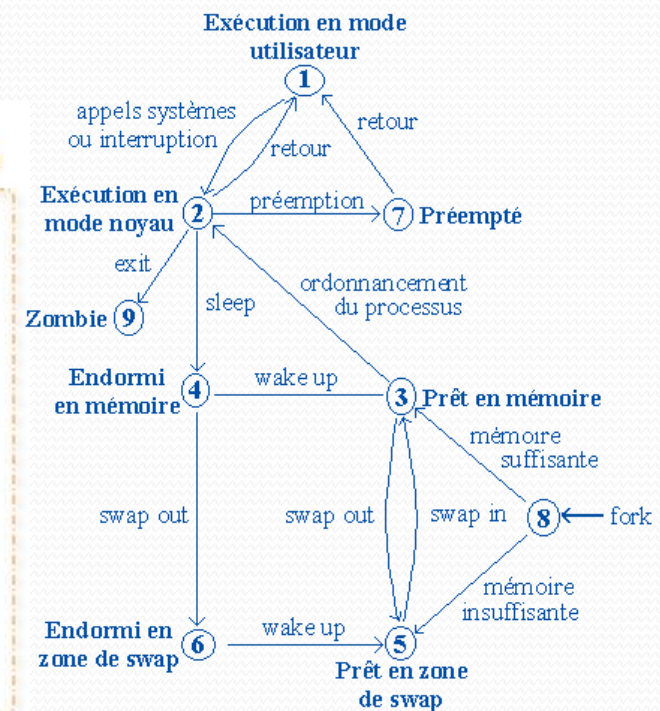 Exécution en mode
utilisateur
1
appels systèmes
ou interruption
retour
retour
Exécution en
mode noyau
2
préemption
7
Préempté
exit
ordonnancement
du processus
Zombie
9
sleep
Endormi
en mémoire
4
wake up
3
Prêt en mémoire
mémoire
suffisante
swap out
swap out
swap in
8
fork
mémoire
insuffisante
Endormi en
zone de swap
6
wake up
5
Prêt en zone
de swap